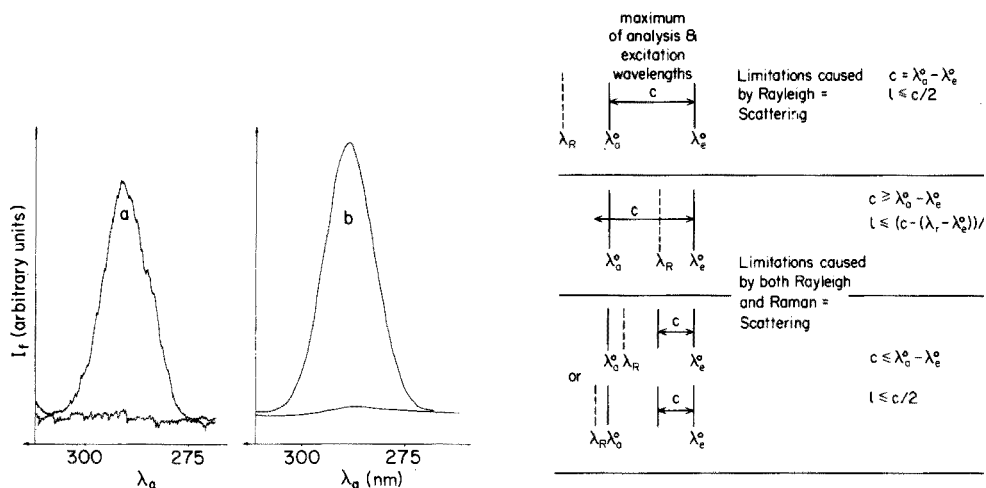 a
I_f (arbitrary units)
300
275
λ_a
b
300
275
λ_a (nm)
maximum
of analysis &
excitation
wavelengths
c
λ_R
λ°_a
λ°_e
Limitations caused
by Rayleigh =
Scattering
c = λ°_a – λ°_e
l ⩽ c/2
c
λ°_a
λ_R
λ°_e
c ⩾ λ°_a – λ°_e
l ⩽ (c – (λ_r – λ°_e))/
Limitations caused
by both Rayleigh
and Raman =
Scattering
c
λ°_a
λ_R
λ°_e
c ⩽ λ°_a – λ°_e
or
c
λ_R
λ°_a
λ°_e
l ⩽ c/2